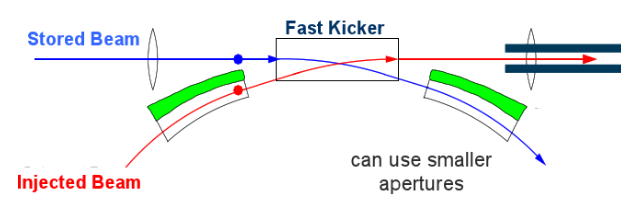 Fast Kicker
Stored Beam
can use smaller
apertures
Injected Beam